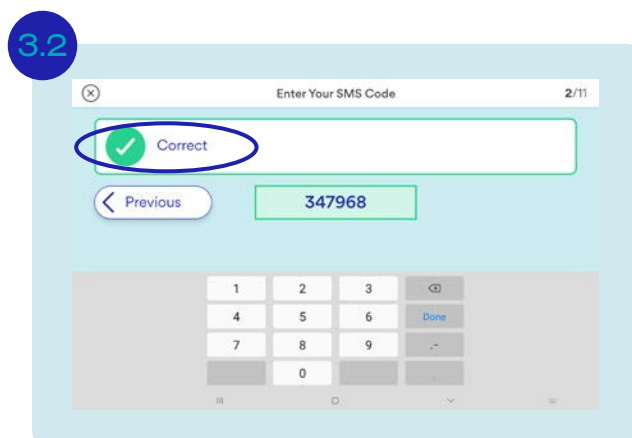 3.2
Enter Your SMS Code 2/11
Correct
Previous 347968
1 2 3
4 5 6 Done
7 8 9 .-
0 .